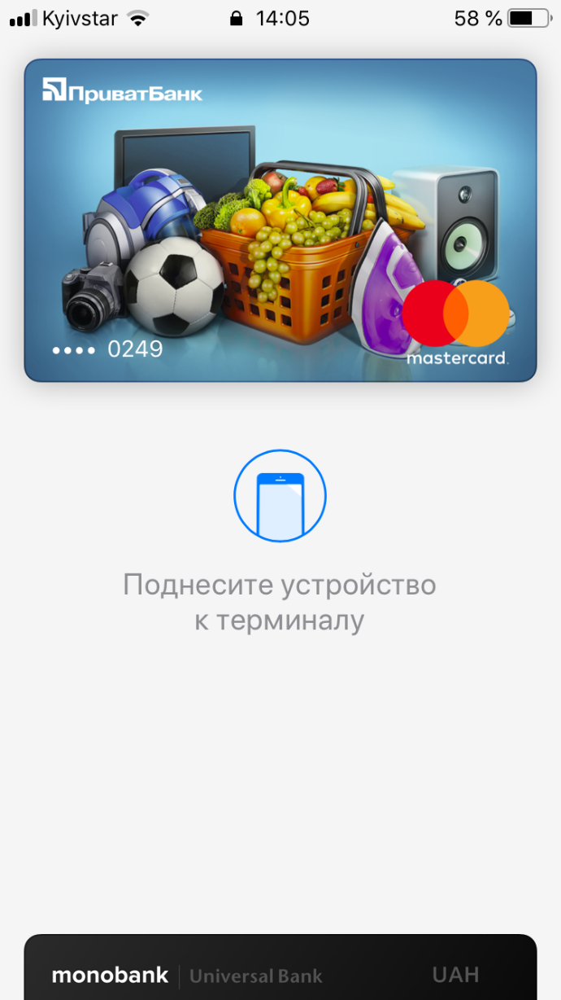 Kyivstar 14:05 58 %
ПриватБанк
•••• 0249
mastercard.
Поднесите устройство
к терминалу
monobank | Universal Bank UAH